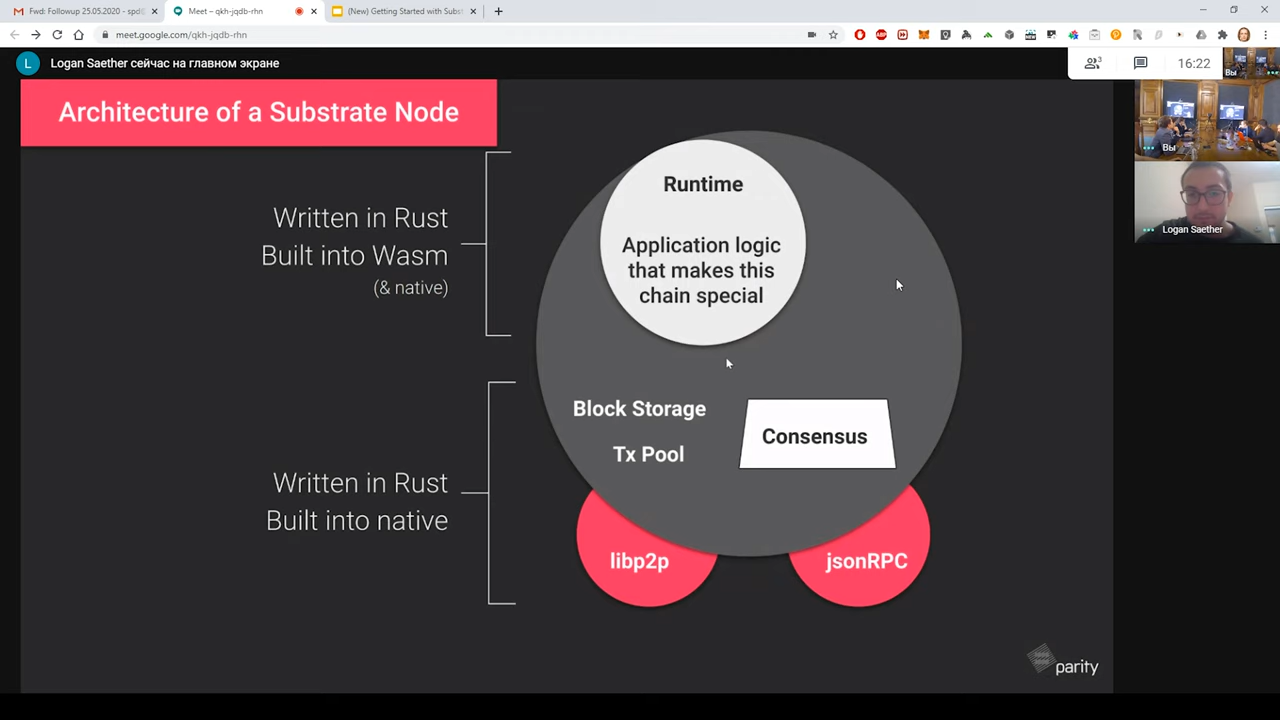 Fwd: Followup 25.05.2020 - spd@
Meet – qkh-jqdb-rhn
(New) Getting Started with Subst
meet.google.com/qkh-jqdb-rhn
L
Logan Saether сейчас на главном экране
3
16:22
Вы
Вы
Logan Saether
Architecture of a Substrate Node
Written in Rust
Built into Wasm
(& native)
Runtime
Application logic
that makes this
chain special
Block Storage
Tx Pool
Consensus
Written in Rust
Built into native
libp2p
jsonRPC
parity